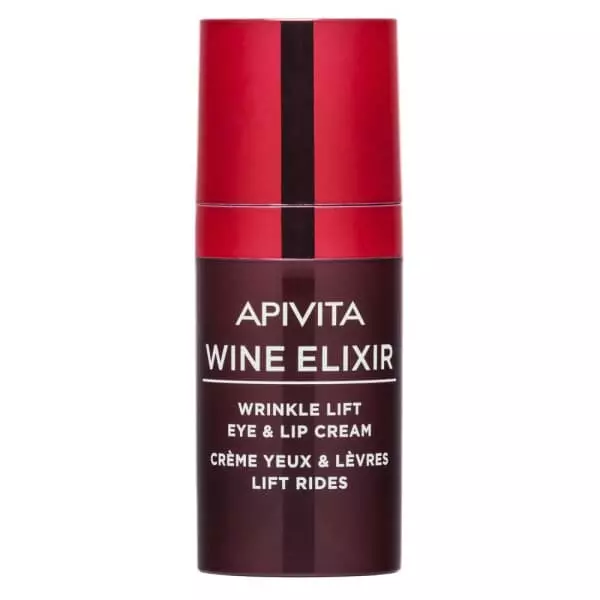 APIVITA
WINE ELIXIR
WRINKLE LIFT
EYE & LIP CREAM
CRÈME YEUX & LÈVRES
LIFT RIDES